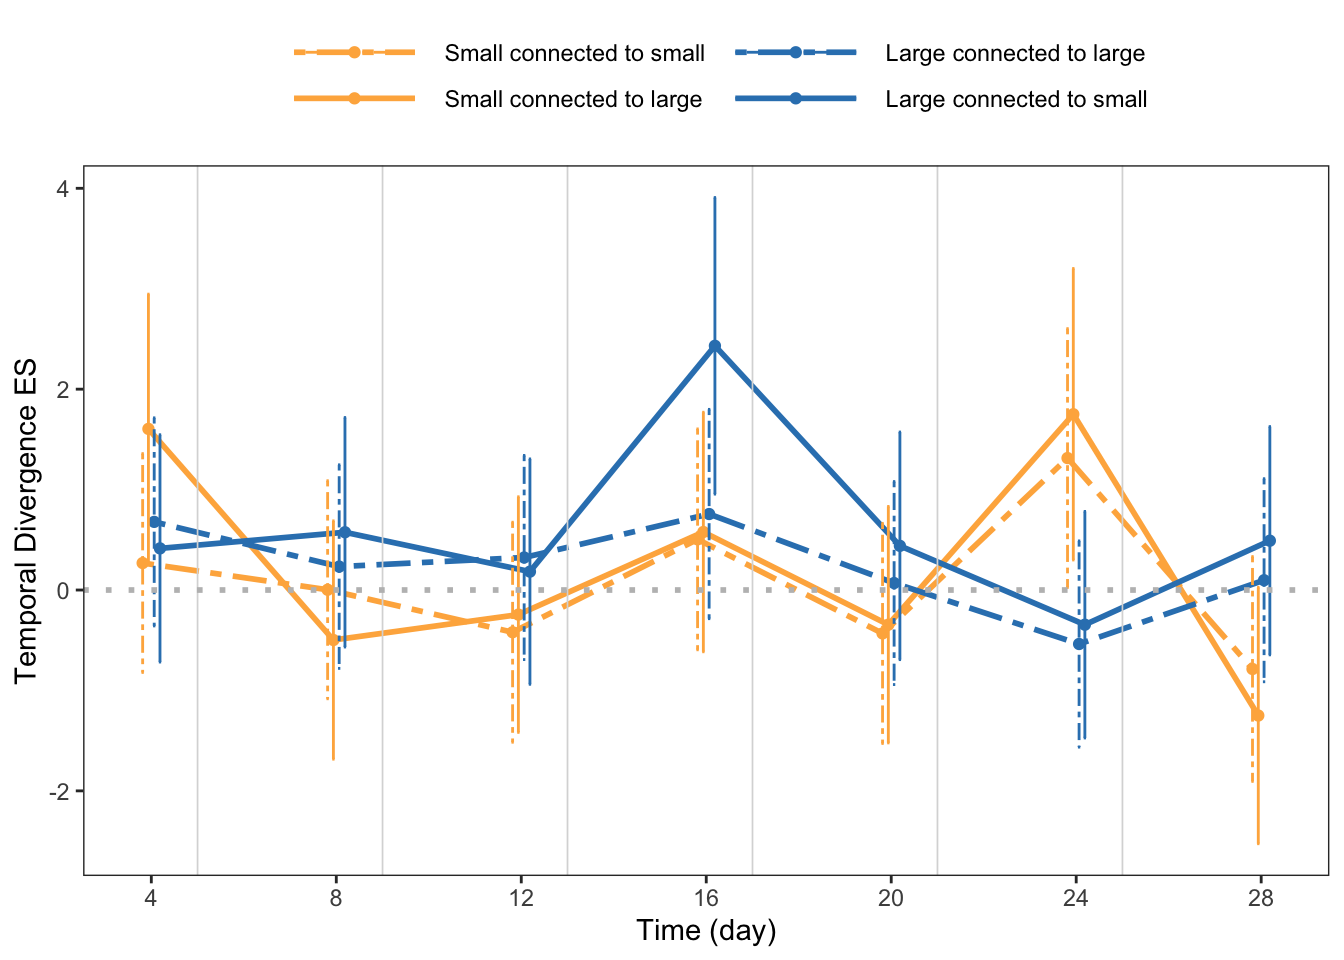 Small connected to small
Large connected to large
Small connected to large
Large connected to small
Temporal Divergence ES
4
2
0
-2
4
8
12
16
20
24
28
Time (day)